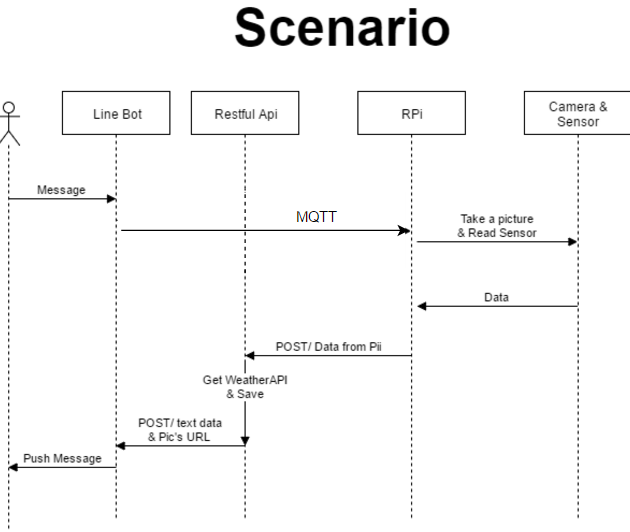 Scenario
Line Bot
Restful Api
RPi
Camera &
Sensor
Message
MQTT
Take a picture
& Read Sensor
Data
POST/ Data from Pii
Get WeatherAPI
& Save
POST/ text data
& Pic's URL
Push Message